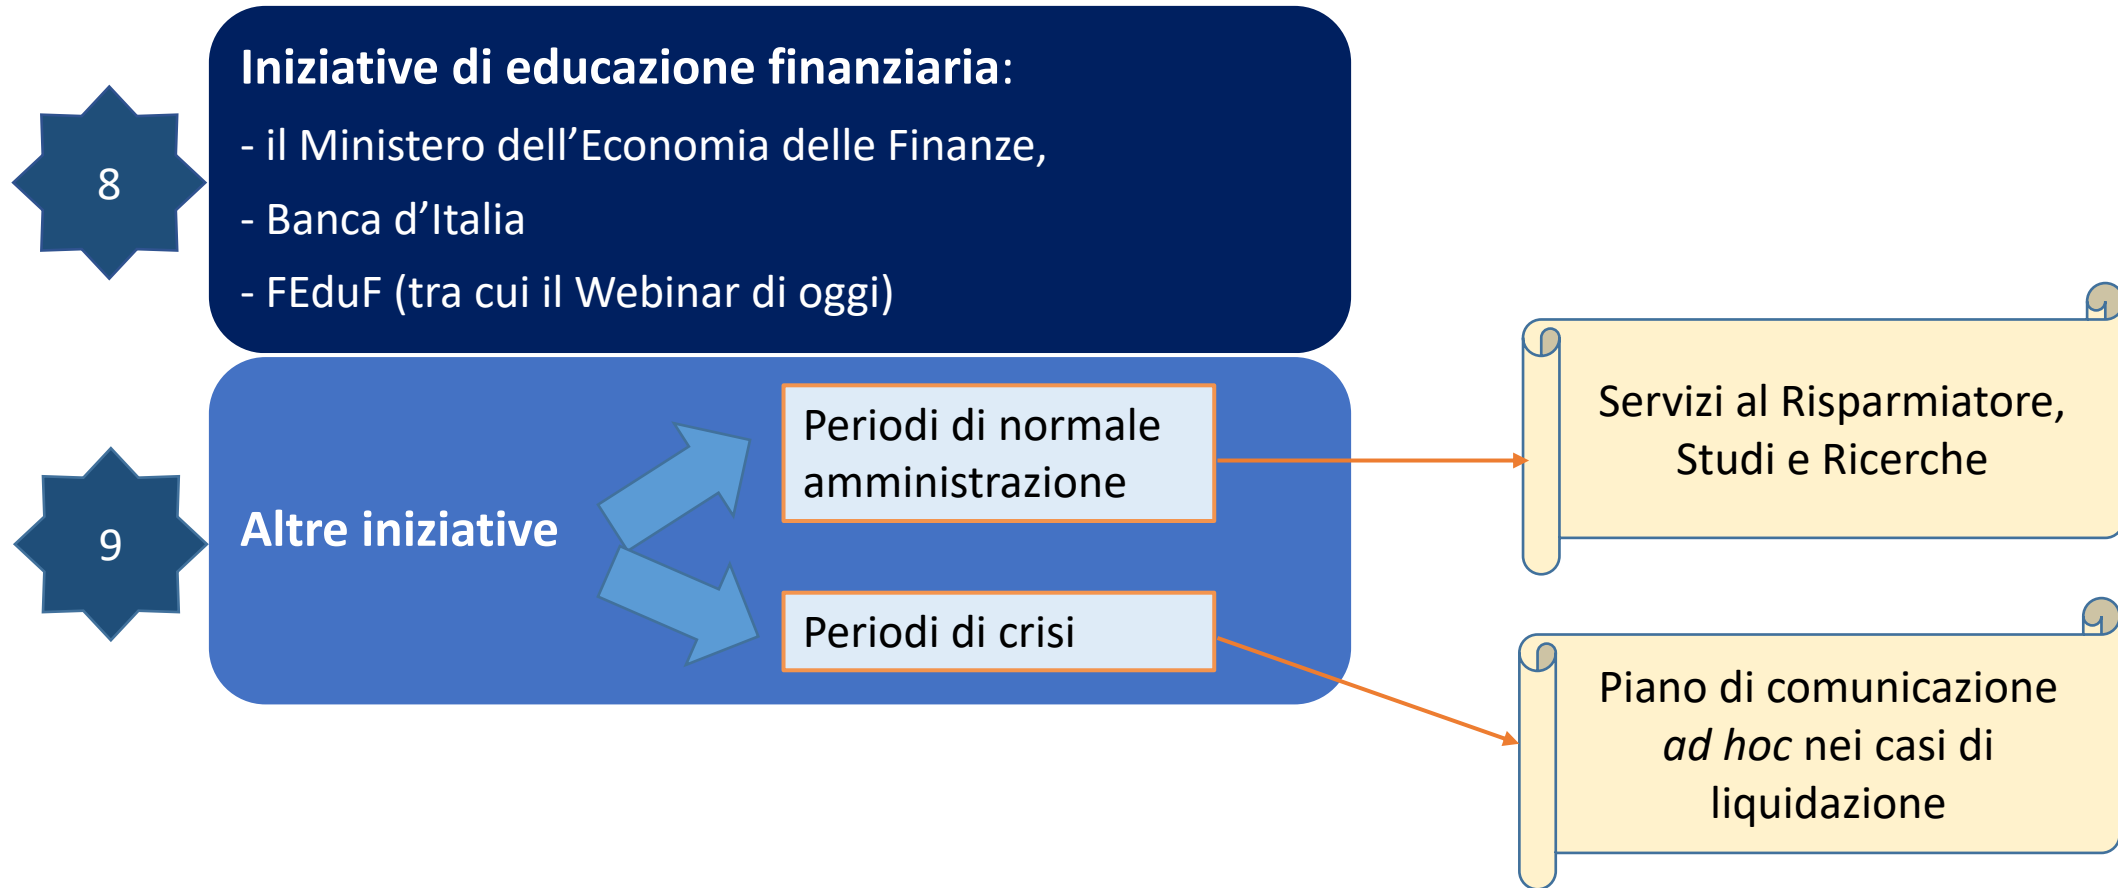 8
Iniziative di educazione finanziaria:
- il Ministero dell’Economia delle Finanze,
- Banca d’Italia
- FEduF (tra cui il Webinar di oggi)
9
Altre iniziative
Periodi di normale
amministrazione
Servizi al Risparmiatore,
Studi e Ricerche
Periodi di crisi
Piano di comunicazione
ad hoc nei casi di
liquidazione